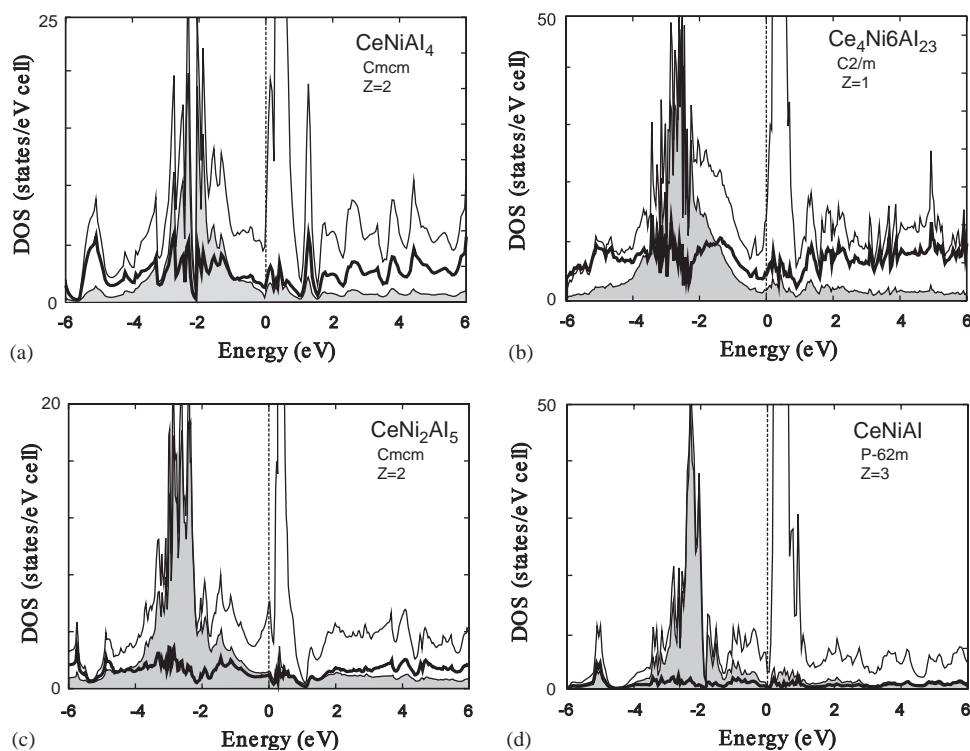 25
CeNiAl4
Cmcm
Z=2
DOS (states/eV cell)
0
-6 -4 -2 0 2 4 6
(a)
Energy (eV)
50
Ce4Ni6Al23
C2/m
Z=1
DOS (states/eV cell)
0
-6 -4 -2 0 2 4 6
(b)
Energy (eV)
20
CeNi2Al5
Cmcm
Z=2
DOS (states/eV cell)
0
-6 -4 -2 0 2 4 6
(c)
Energy (eV)
50
CeNiAl
P-62m
Z=3
DOS (states/eV cell)
0
-6 -4 -2 0 2 4 6
(d)
Energy (eV)